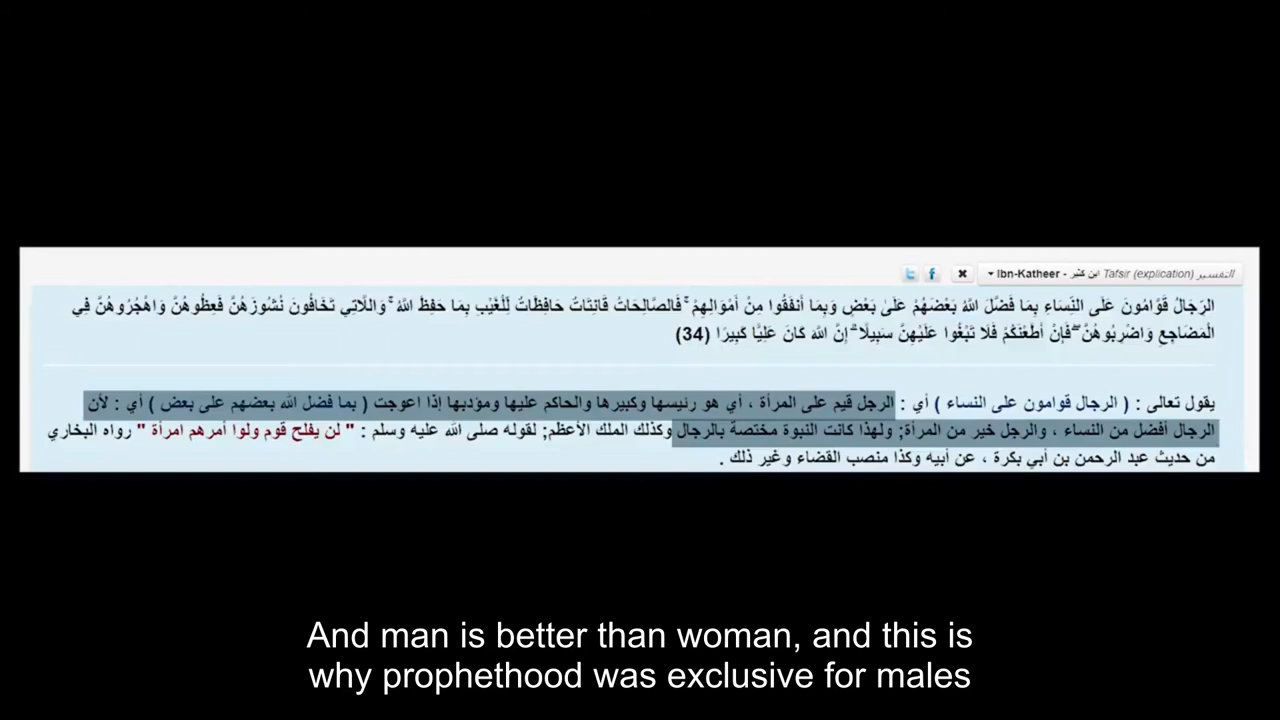 التفسير Tafsir (explication) ابن كثير - Ibn-Katheer
الرِّجَالُ قَوَّامُونَ عَلَى النِّسَاءِ بِمَا فَضَّلَ اللَّهُ بَعْضَهُمْ عَلَىٰ بَعْضٍ وَبِمَا أَنفَقُوا مِنْ أَمْوَالِهِمْ ۚ فَالصَّالِحَاتُ قَانِتَاتٌ حَافِظَاتٌ لِّلْغَيْبِ بِمَا حَفِظَ اللَّهُ ۚ وَاللَّاتِي تَخَافُونَ نُشُوزَهُنَّ فَعِظُوهُنَّ وَاهْجُرُوهُنَّ فِي
الْمَضَاجِعِ وَاضْرِبُوهُنَّ ۖ فَإِنْ أَطَعْنَكُمْ فَلَا تَبْغُوا عَلَيْهِنَّ سَبِيلًا ۗ إِنَّ اللَّهَ كَانَ عَلِيًّا كَبِيرًا (34)
يقول تعالى : ( الرجال قوامون على النساء ) أي : الرجل قيم على المرأة ، أي هو رئيسها وكبيرها والحاكم عليها ومؤدبها إذا اعوجت ( بما فضل الله بعضهم على بعض ) أي : لأن
الرجال أفضل من النساء ، والرجل خير من المرأة; ولهذا كانت النبوة مختصة بالرجال وكذلك الملك الأعظم; لقوله صلى الله عليه وسلم : " لن يفلح قوم ولوا أمرهم امرأة " رواه البخاري
من حديث عبد الرحمن بن أبي بكرة ، عن أبيه وكذا منصب القضاء وغير ذلك .
And man is better than woman, and this is
why prophethood was exclusive for males